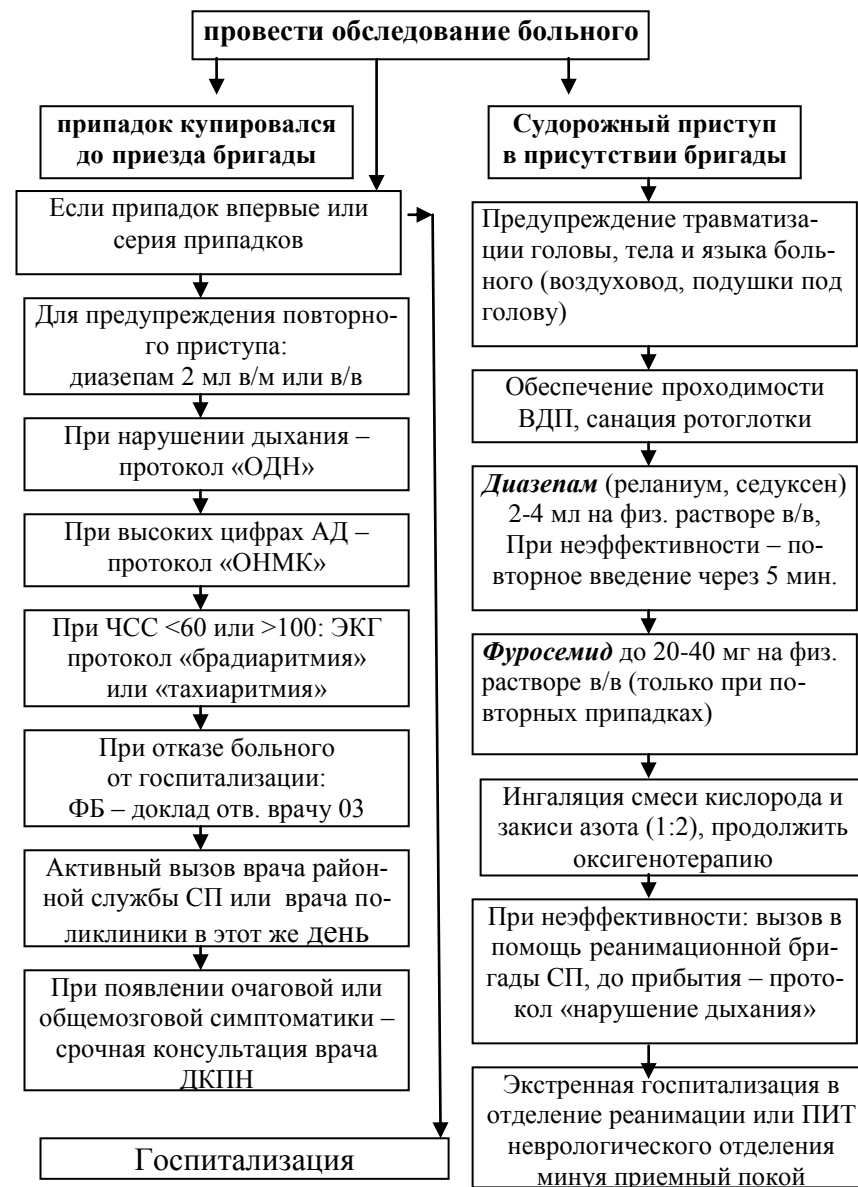 провести обследование больного
припадок купировался
до приезда бригады
Если припадок впервые или
серия припадков
Для предупреждения повторно-
го приступа:
диазепам 2 мл в/м или в/в
При нарушении дыхания –
протокол «ОДН»
При высоких цифрах АД –
протокол «ОНМК»
При ЧСС <60 или >100: ЭКГ
протокол «брадиаритмия»
или «тахиаритмия»
При отказе больного
от госпитализации:
ФБ – доклад отв. врачу 03
Активный вызов врача район-
ной службы СП или врача по-
ликлиники в этот же день
При появлении очаговой или
общемозговой симптоматики –
срочная консультация врача
ДКПН
Госпитализация
Судорожный приступ
в присутствии бригады
Предупреждение травматиза-
ции головы, тела и языка боль-
ного (воздуховод, подушки под
голову)
Обеспечение проходимости
ВДП, санация ротоглотки
Диазепам (реланиум, седуксен)
2-4 мл на физ. растворе в/в,
При неэффективности – по-
вторное введение через 5 мин.
Фуросемид до 20-40 мг на физ.
растворе в/в (только при по-
вторных припадках)
Ингаляция смеси кислорода и
закиси азота (1:2), продолжить
оксигенотерапию
При неэффективности: вызов в
помощь реанимационной бри-
гады СП, до прибытия – прото-
кол «нарушение дыхания»
Экстренная госпитализация в
отделение реанимации или ПИТ
неврологического отделения
минуя приемный покой